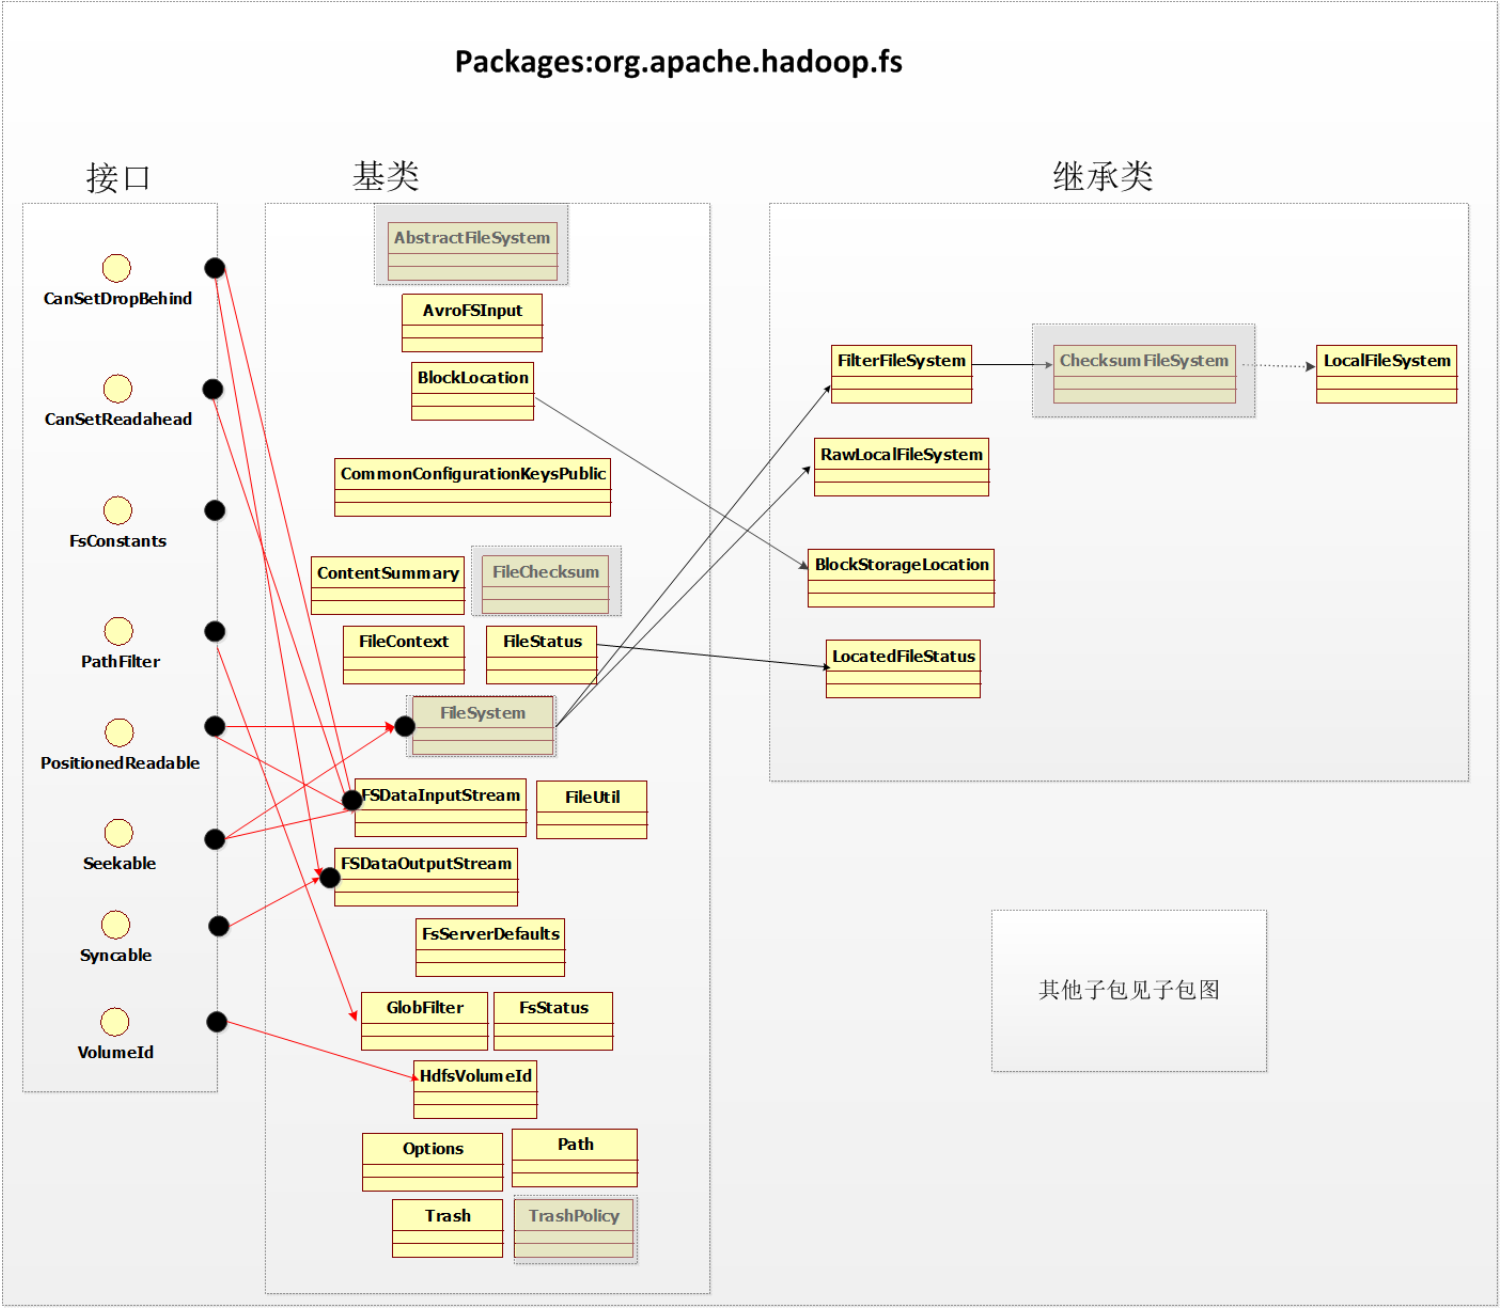 Packages:org.apache.hadoop.fs
接口
基类
继承类
CanSetDropBehind
CanSetReadahead
FsConstants
PathFilter
PositionedReadable
Seekable
Syncable
VolumeId
AbstractFileSystem
AvroFSInput
BlockLocation
CommonConfigurationKeysPublic
ContentSummary
FileChecksum
FileContext
FileStatus
FileSystem
FSDataInputStream
FileUtil
FSDataOutputStream
FsServerDefaults
GlobFilter
FsStatus
HdfsVolumeId
Options
Path
Trash
TrashPolicy
FilterFileSystem
ChecksumFileSystem
LocalFileSystem
RawLocalFileSystem
BlockStorageLocation
LocatedFileStatus
其他子包见子包图